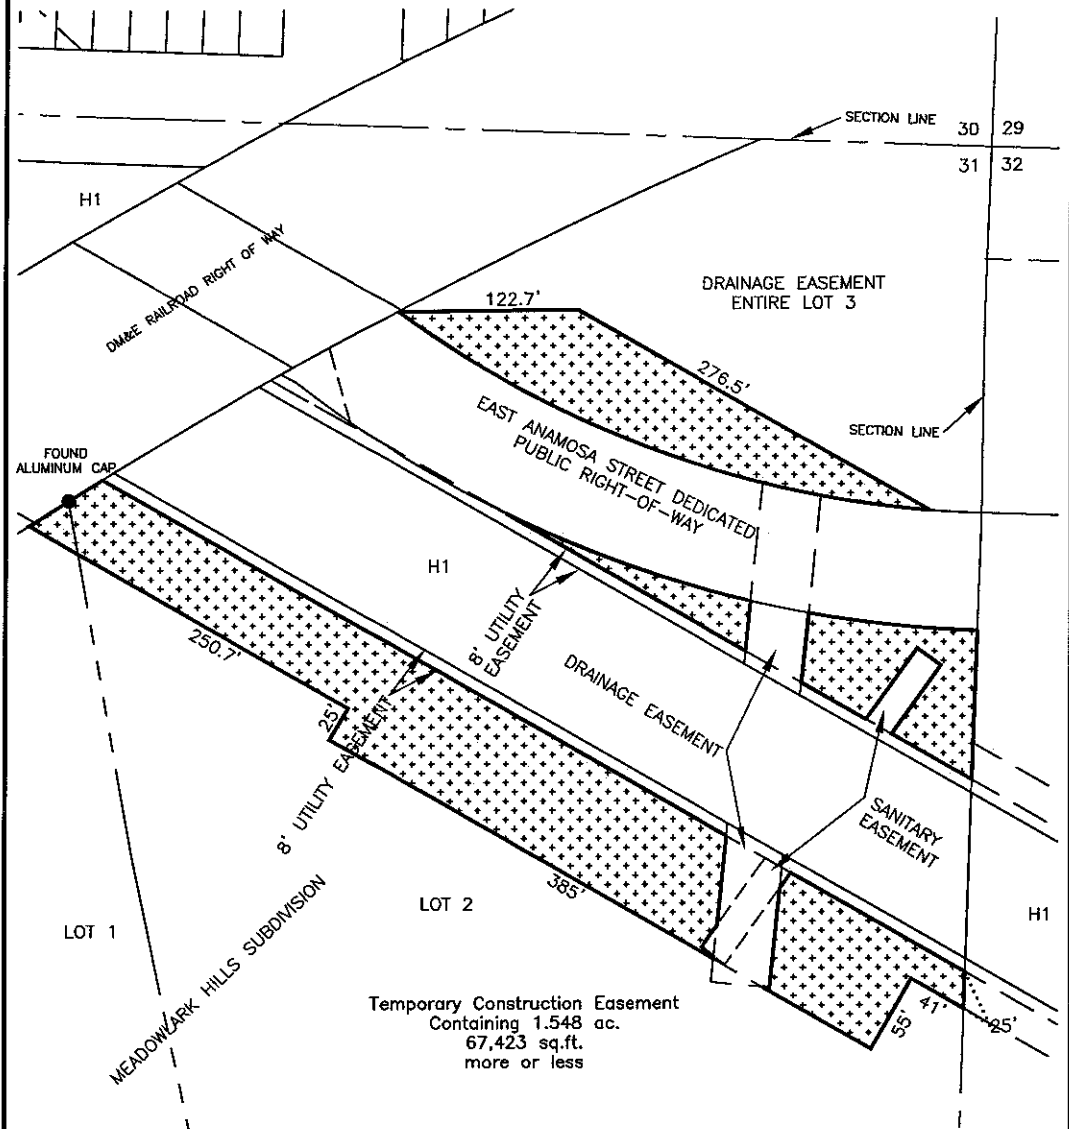 SECTION LINE
30 29
31 32
H1
DM&E RAILROAD RIGHT OF WAY
DRAINAGE EASEMENT
ENTIRE LOT 3
122.7'
276.5'
SECTION LINE
EAST ANAMOSA STREET DEDICATED
PUBLIC RIGHT-OF-WAY
FOUND
ALUMINUM CAP
H1
8' UTILITY
EASEMENT
250.7'
25'
8' UTILITY EASEMENT
DRAINAGE EASEMENT
SANITARY
EASEMENT
385'
LOT 1
LOT 2
H1
MEADOWLARK HILLS SUBDIVISION
55'
41'
25'
Temporary Construction Easement
Containing 1.548 ac.
67,423 sq.ft.
more or less